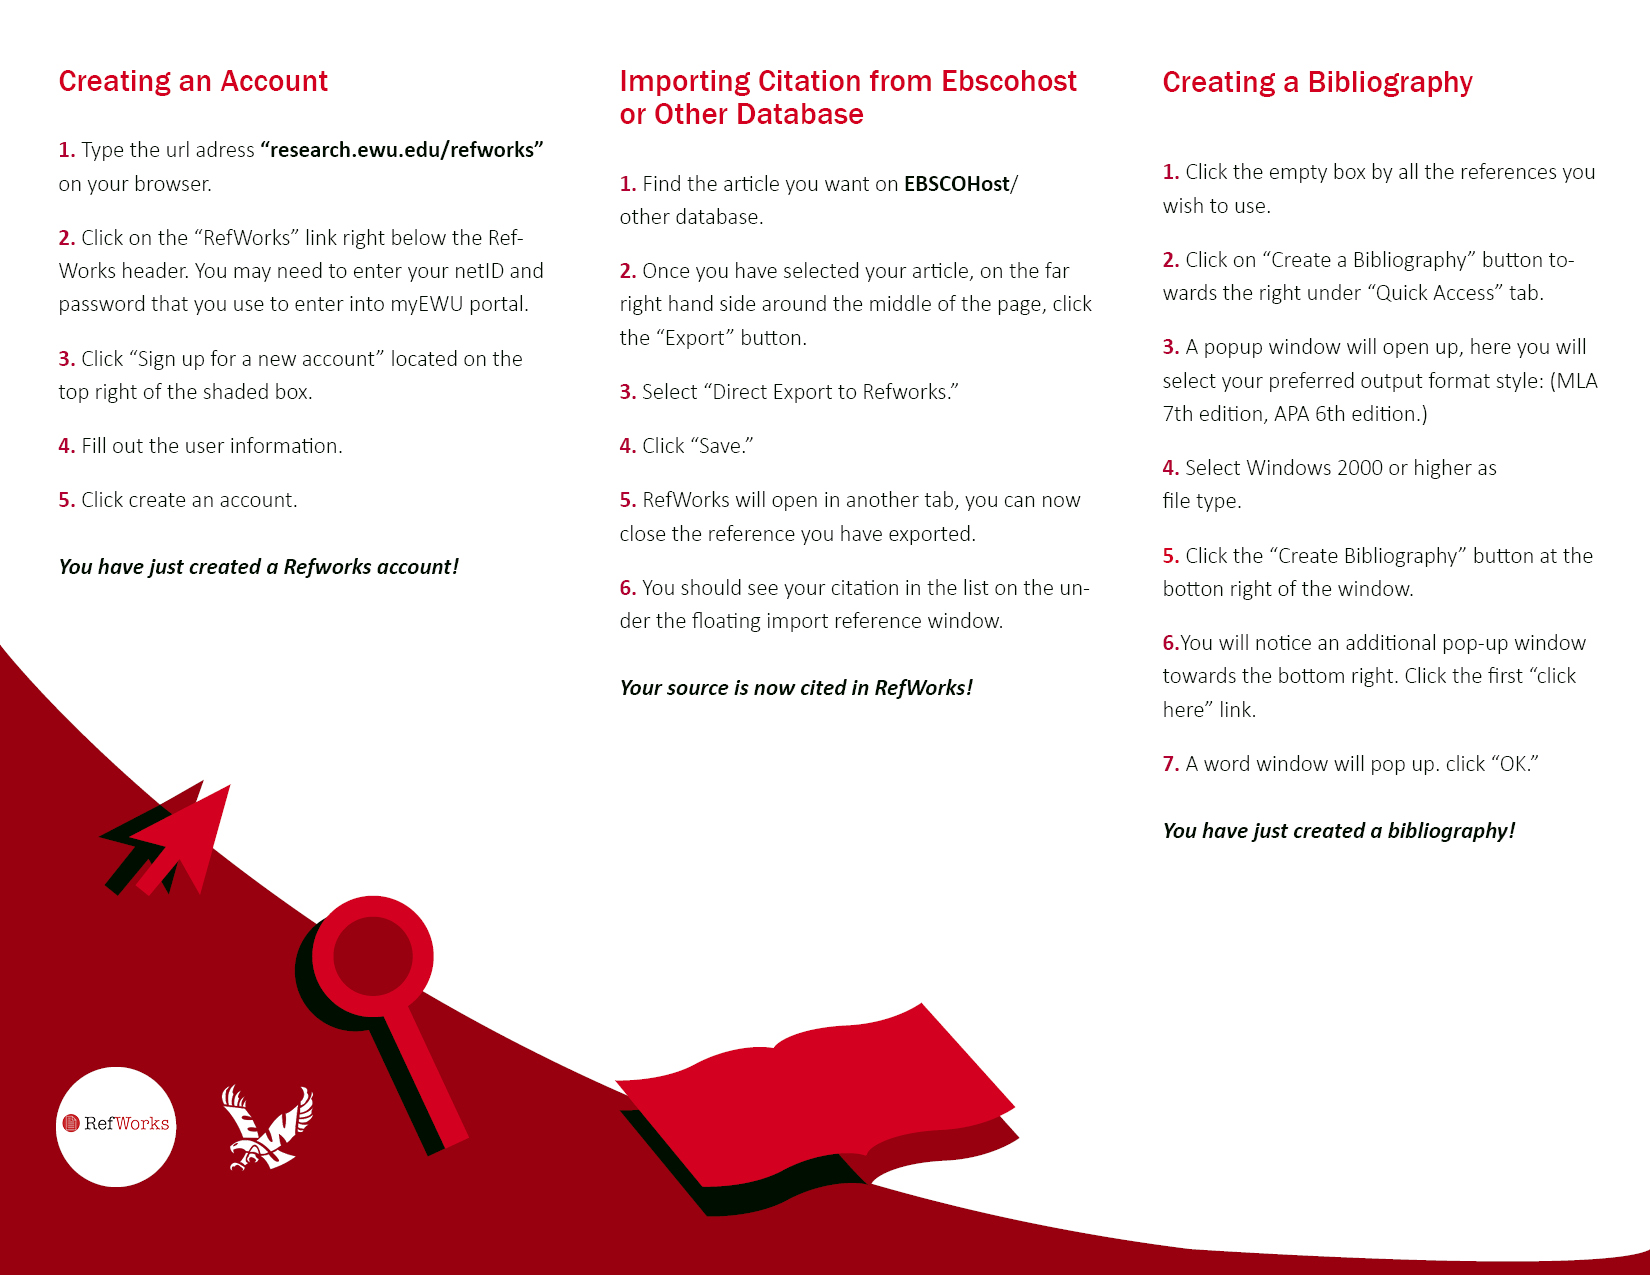 Creating an Account
1. Type the url adress “research.ewu.edu/refworks”
on your browser.
2. Click on the “RefWorks” link right below the Ref-
Works header. You may need to enter your netID and
password that you use to enter into myEWU portal.
3. Click “Sign up for a new account” located on the
top right of the shaded box.
4. Fill out the user information.
5. Click create an account.
You have just created a Refworks account!
Importing Citation from Ebscohost
or Other Database
1. Find the article you want on EBSCOHost/
other database.
2. Once you have selected your article, on the far
right hand side around the middle of the page, click
the “Export” button.
3. Select “Direct Export to Refworks.”
4. Click “Save.”
5. RefWorks will open in another tab, you can now
close the reference you have exported.
6. You should see your citation in the list on the un-
der the floating import reference window.
Your source is now cited in RefWorks!
Creating a Bibliography
1. Click the empty box by all the references you
wish to use.
2. Click on “Create a Bibliography” button to-
wards the right under “Quick Access” tab.
3. A popup window will open up, here you will
select your preferred output format style: (MLA
7th edition, APA 6th edition.)
4. Select Windows 2000 or higher as
file type.
5. Click the “Create Bibliography” button at the
botton right of the window.
6.You will notice an additional pop-up window
towards the bottom right. Click the first “click
here” link.
7. A word window will pop up. click “OK.”
You have just created a bibliography!
RefWorks
EW